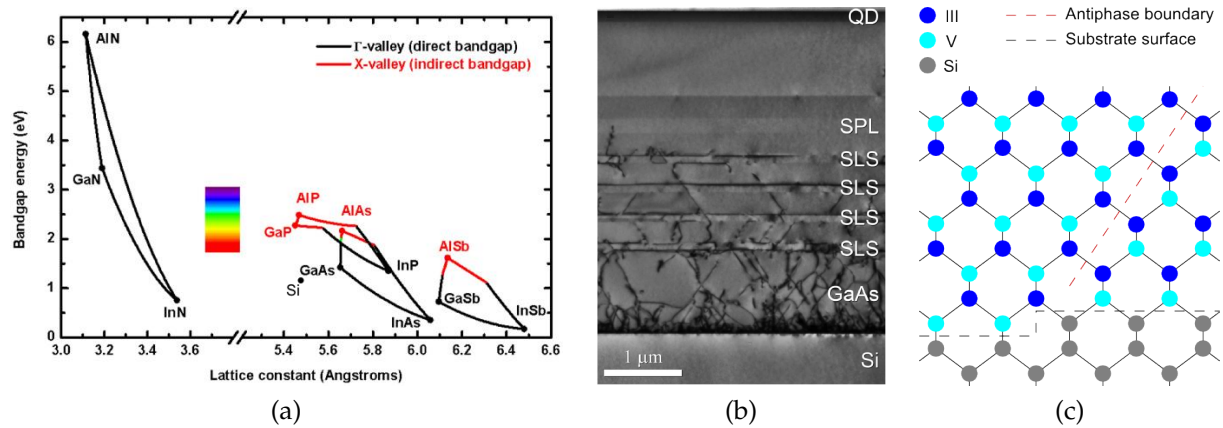 Γ-valley (direct bandgap)
X-valley (indirect bandgap)
Bandgap energy (eV)
6
5
4
3
2
1
0
AlN
GaN
InN
AlP
GaP
AlAs
GaAs
Si
InP
InAs
AlSb
GaSb
InSb
3.0 3.2 3.4 3.6 5.4 5.6 5.8 6.0 6.2 6.4 6.6
Lattice constant (Angstroms)
(a)
QD
SPL
SLS
SLS
SLS
SLS
GaAs
Si
1 μm
(b)
III
V
Si
Antiphase boundary
Substrate surface
(c)